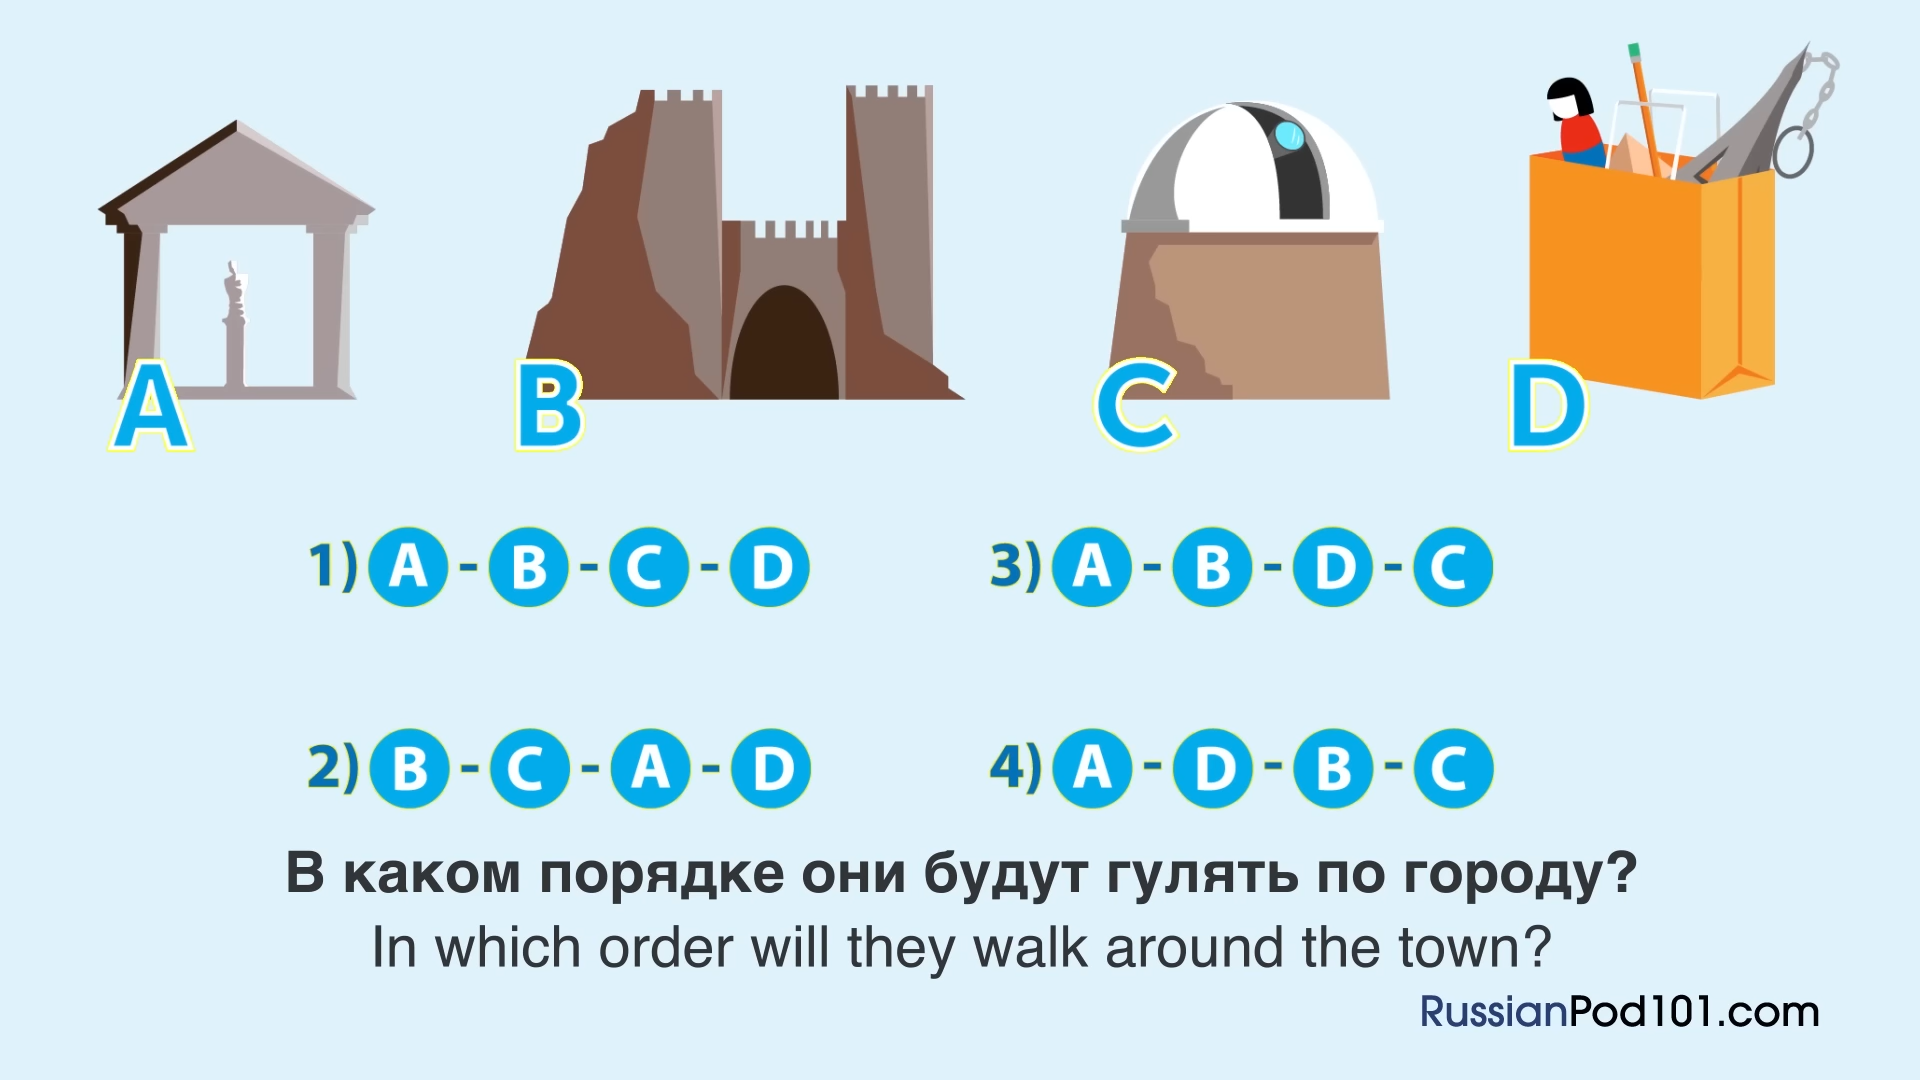 A B C D
1) A - B - C - D
3) A - B - D - C
2) B - C - A - D
4) A - D - B - C
В каком порядке они будут гулять по городу?
In which order will they walk around the town?
RussianPod101.com